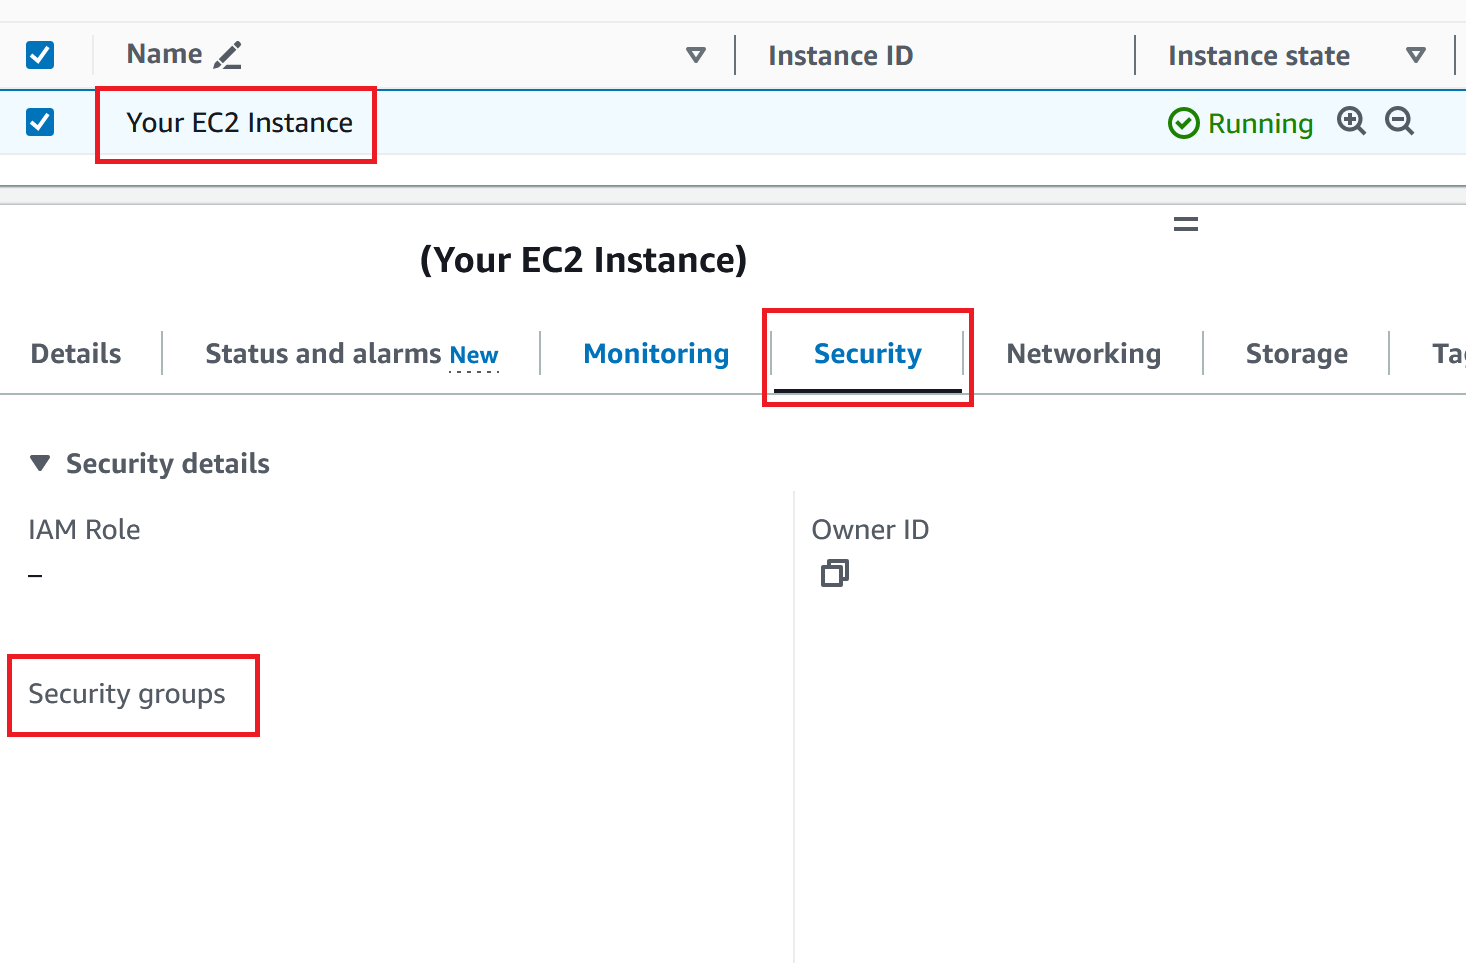 Name Instance ID Instance state
Your EC2 Instance Running
(Your EC2 Instance)
Details Status and alarms New Monitoring Security Networking Storage
Security details
IAM Role Owner ID
–
Security groups